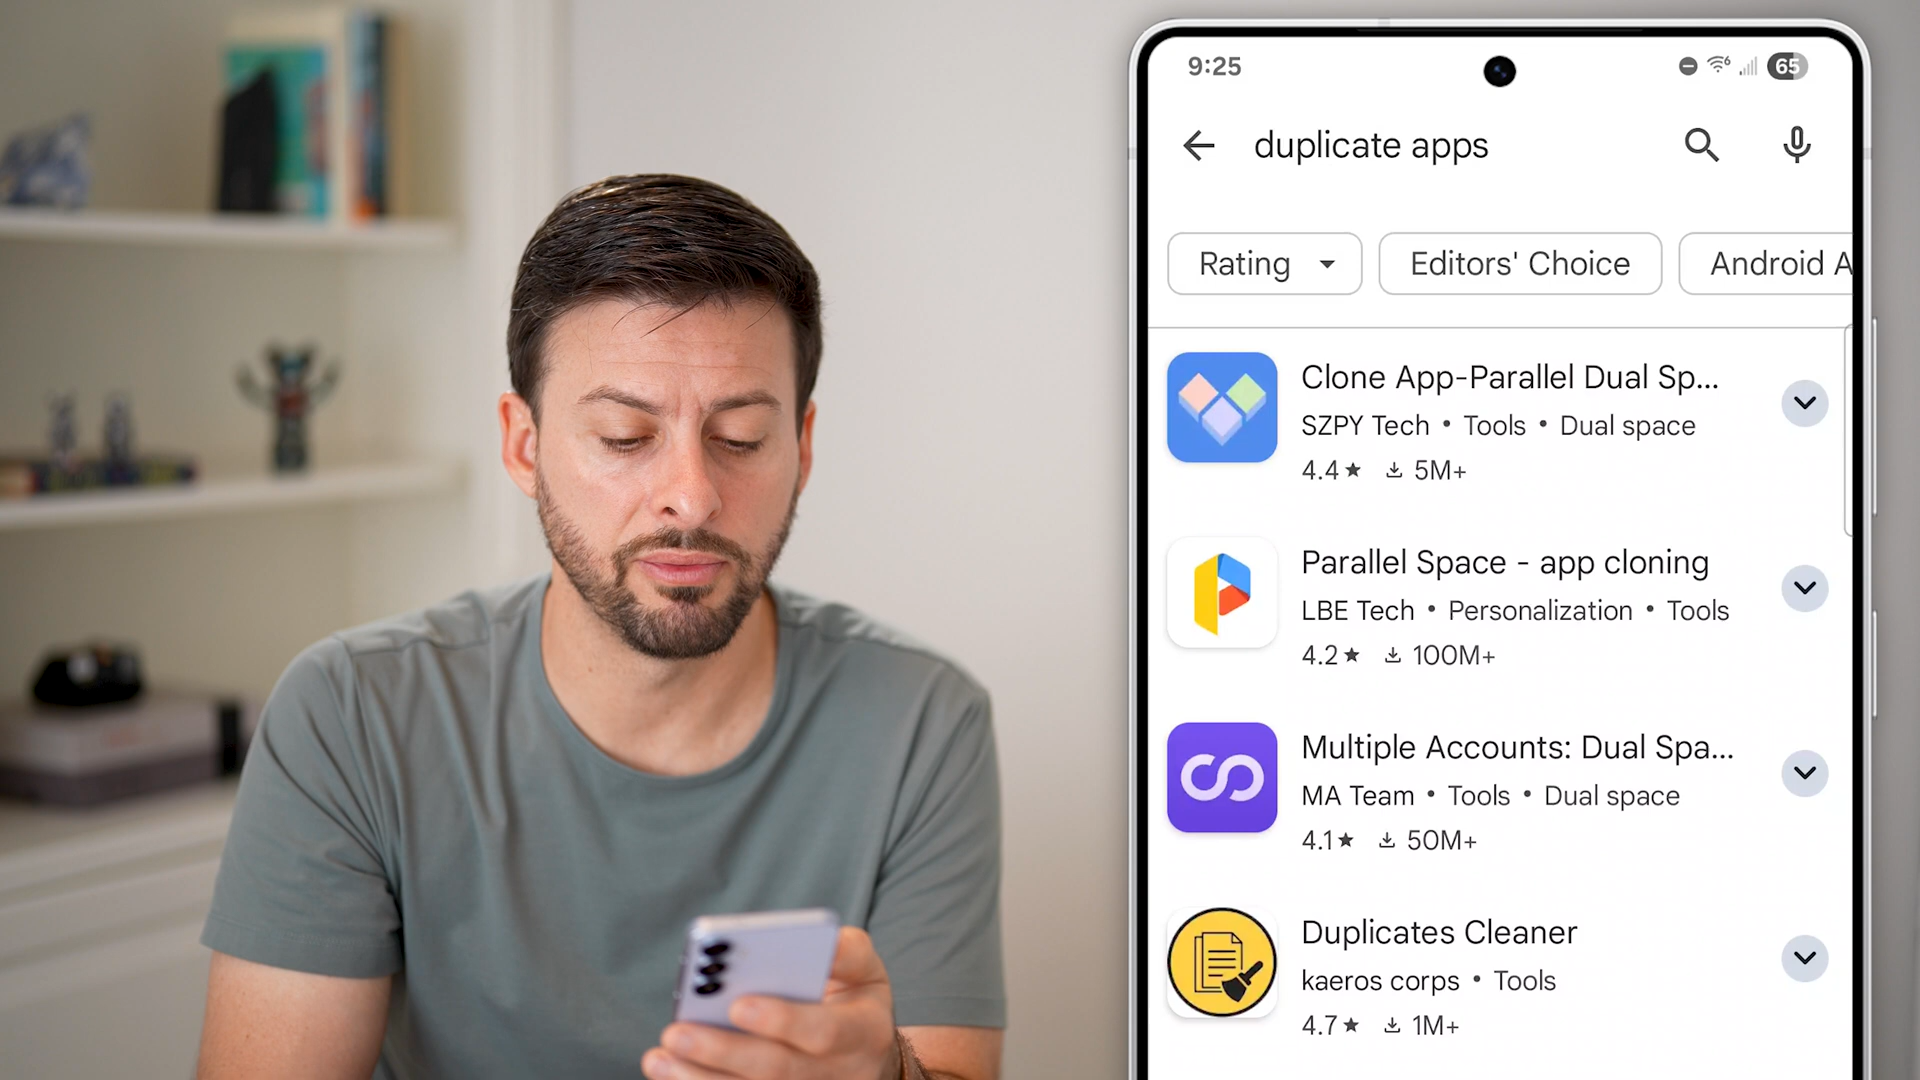 9:25
65
duplicate apps
Rating
Editors' Choice
Android A
Clone App-Parallel Dual Sp...
SZPY Tech • Tools • Dual space
4.4★ 5M+
Parallel Space - app cloning
LBE Tech • Personalization • Tools
4.2★ 100M+
Multiple Accounts: Dual Spa...
MA Team • Tools • Dual space
4.1★ 50M+
Duplicates Cleaner
kaeros corps • Tools
4.7★ 1M+